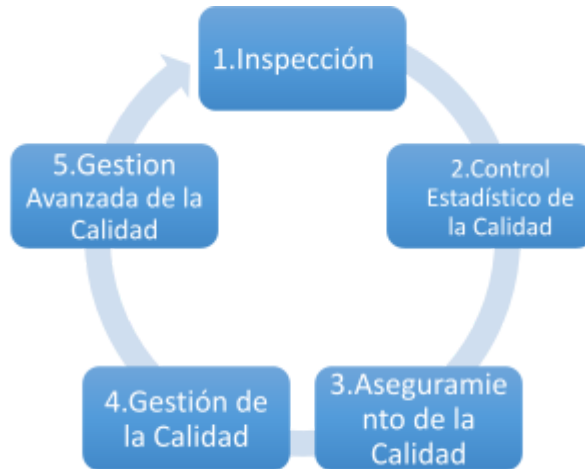 1.Inspección
2.Control
Estadístico de
la Calidad
3.Aseguramie
nto de la
Calidad
4.Gestión de
la Calidad
5.Gestion
Avanzada de la
Calidad